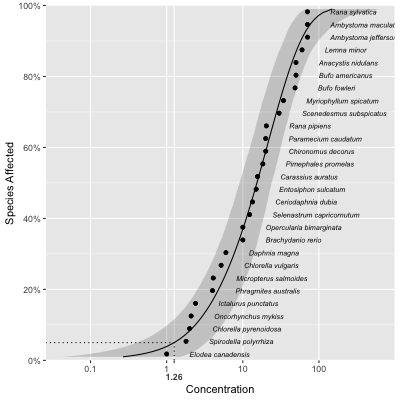 100%
80%
60%
40%
20%
0%
Species Affected
Rana sylvatica
Ambystoma maculat
Ambystoma jefferso
Lemna minor
Anacystis nidulans
Bufo americanus
Bufo fowleri
Myriophyllum spicatum
Scenedesmus subspicatus
Rana pipiens
Paramecium caudatum
Chironomus decorus
Pimephales promelas
Carassius auratus
Entosiphon sulcatum
Ceriodaphnia dubia
Selenastrum capricornutum
Opercularia bimarginata
Brachydanio rerio
Daphnia magna
Chlorella vulgaris
Micropterus salmoides
Phragmites australis
Ictalurus punctatus
Oncorhynchus mykiss
Chlorella pyrenoidosa
Spirodella polyrrhiza
Elodea canadensis
0.1
1
10
100
1.26
Concentration